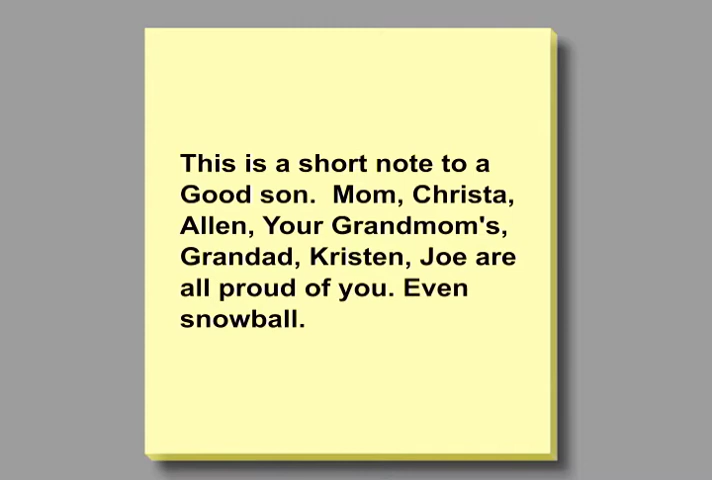 This is a short note to a
Good son.  Mom, Christa,
Allen, Your Grandmom's,
Grandad, Kristen, Joe are
all proud of you. Even
snowball.